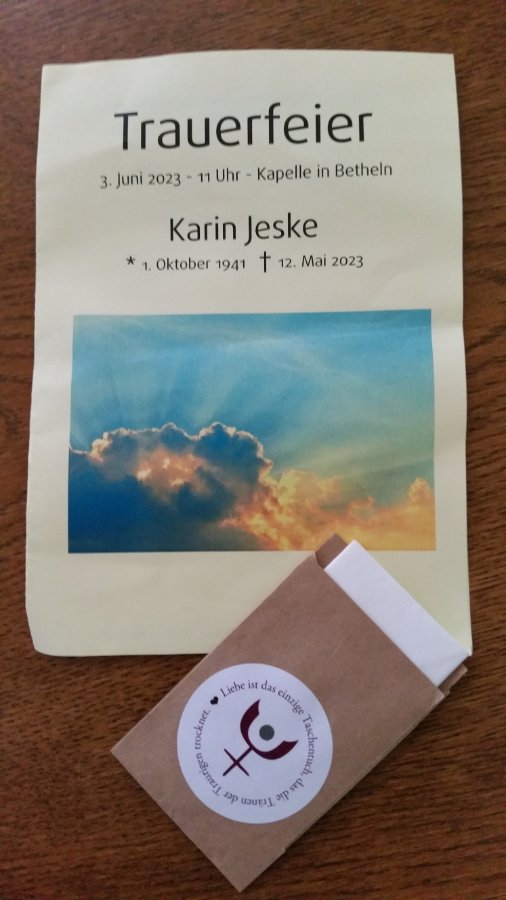 Trauerfeier
3. Juni 2023 - 11 Uhr - Kapelle in Betheln
Karin Jeske
* 1. Oktober 1941 † 12. Mai 2023
Liebe ist das einzige Taschentuch, das die Tränen der Traurigen trocknet.